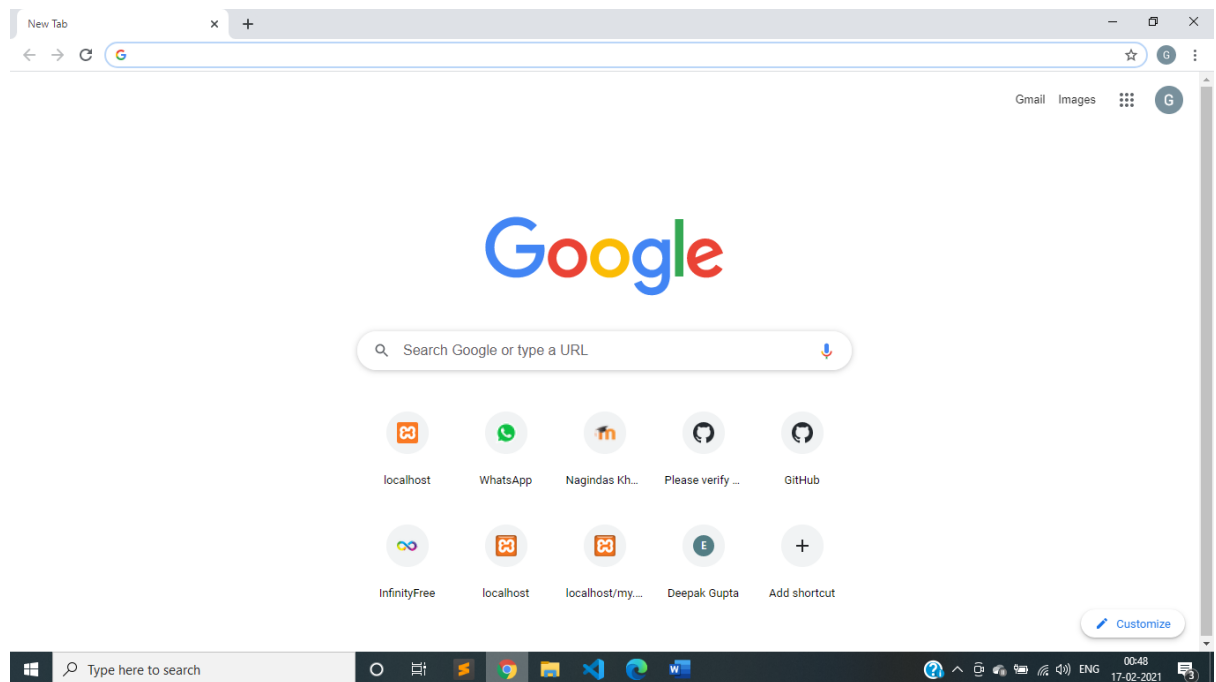 New Tab
G
Gmail Images
G
Google
Search Google or type a URL
localhost WhatsApp Nagindas Kh... Please verify ... GitHub
InfinityFree localhost localhost/my.... Deepak Gupta Add shortcut
E
Customize
Type here to search
ENG
00:48
17-02-2021
3